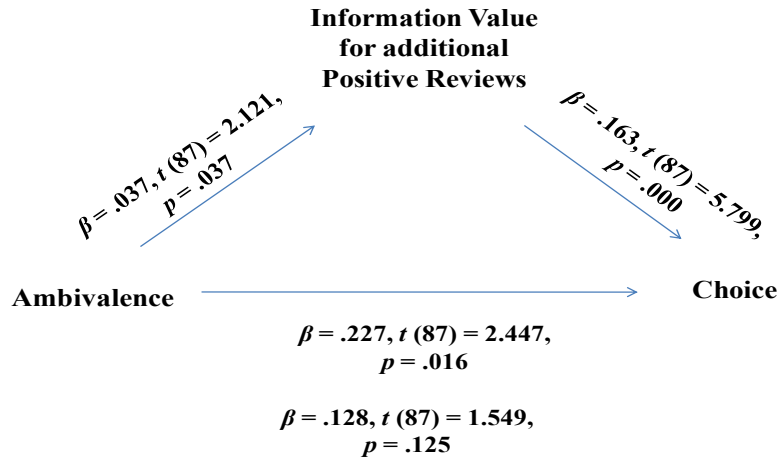 Information Value
for additional
Positive Reviews
β = .037, t (87) = 2.121,
p = .037
β = .163, t (87) = 5.799,
p = .000
Ambivalence
Choice
β = .227, t (87) = 2.447,
p = .016
β = .128, t (87) = 1.549,
p = .125